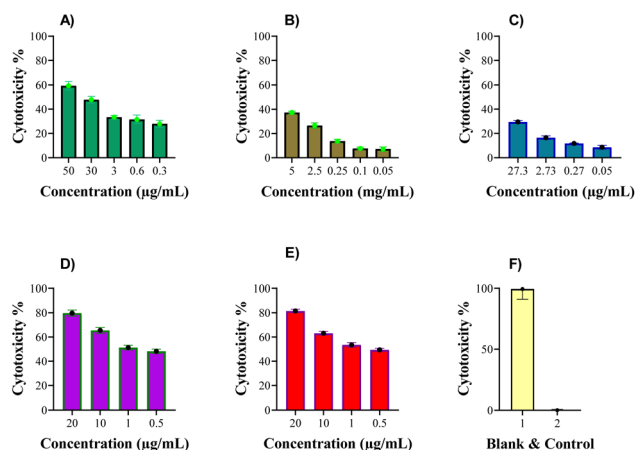 A)
Cytotoxicity %
100
80
60
40
20
0
50 30 3 0.6 0.3
Concentration (µg/mL)
B)
Cytotoxicity %
100
80
60
40
20
0
5 2.5 0.25 0.1 0.05
Concentration (mg/mL)
C)
Cytotoxicity %
100
80
60
40
20
0
27.3 2.73 0.27 0.05
Concentration (µg/mL)
D)
Cytotoxicity %
100
80
60
40
20
0
20 10 1 0.5
Concentration (µg/mL)
E)
Cytotoxicity %
100
80
60
40
20
0
20 10 1 0.5
Concentration (µg/mL)
F)
Cytotoxicity %
100
50
0
1 2
Blank & Control